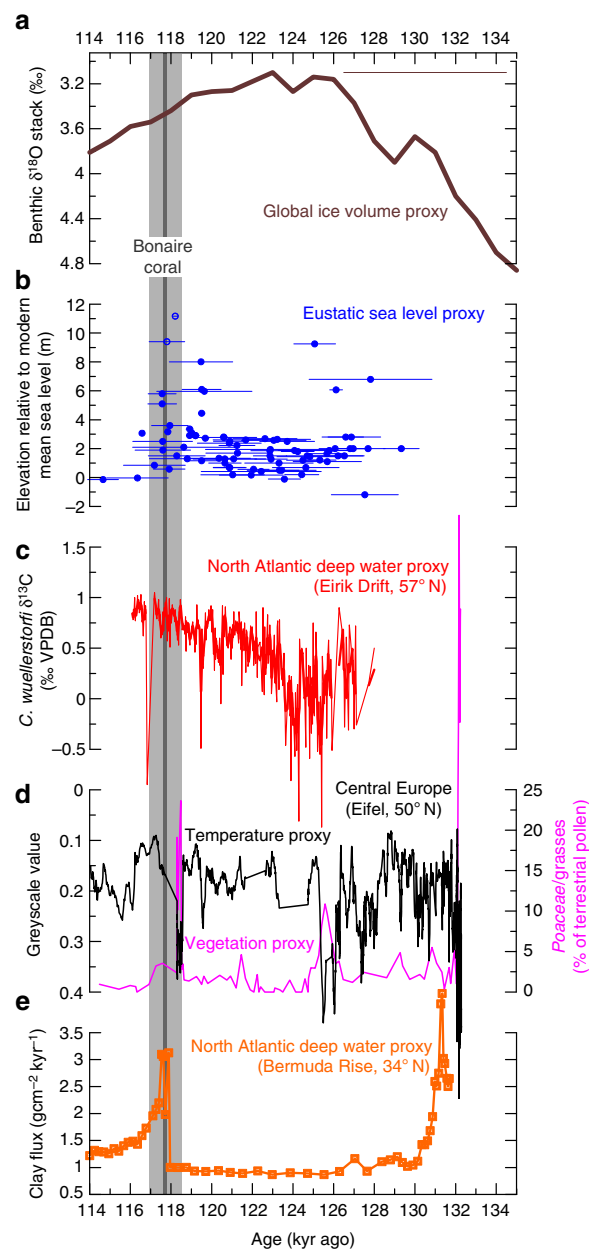 a
114 116 118 120 122 124 126 128 130 132 134
Benthic δ¹⁸O stack (‰)
3.2
3.6
4
4.4
4.8
Global ice volume proxy
Bonaire
coral
b
Elevation relative to modern
mean sea level (m)
12
10
8
6
4
2
0
−2
Eustatic sea level proxy
c
C. wuellerstorfi δ¹³C
(‰ VPDB)
1.5
1
0.5
0
−0.5
North Atlantic deep water proxy
(Eirik Drift, 57° N)
d
Greyscale value
0
0.1
0.2
0.3
0.4
Central Europe
(Eifel, 50° N)
Temperature proxy
Vegetation proxy
25
20
15
10
5
0
Poaceae/grasses
(% of terrestrial pollen)
e
Clay flux (gcm⁻² kyr⁻¹)
3.5
3
2.5
2
1.5
1
0.5
North Atlantic deep water proxy
(Bermuda Rise, 34° N)
114 116 118 120 122 124 126 128 130 132 134
Age (kyr ago)